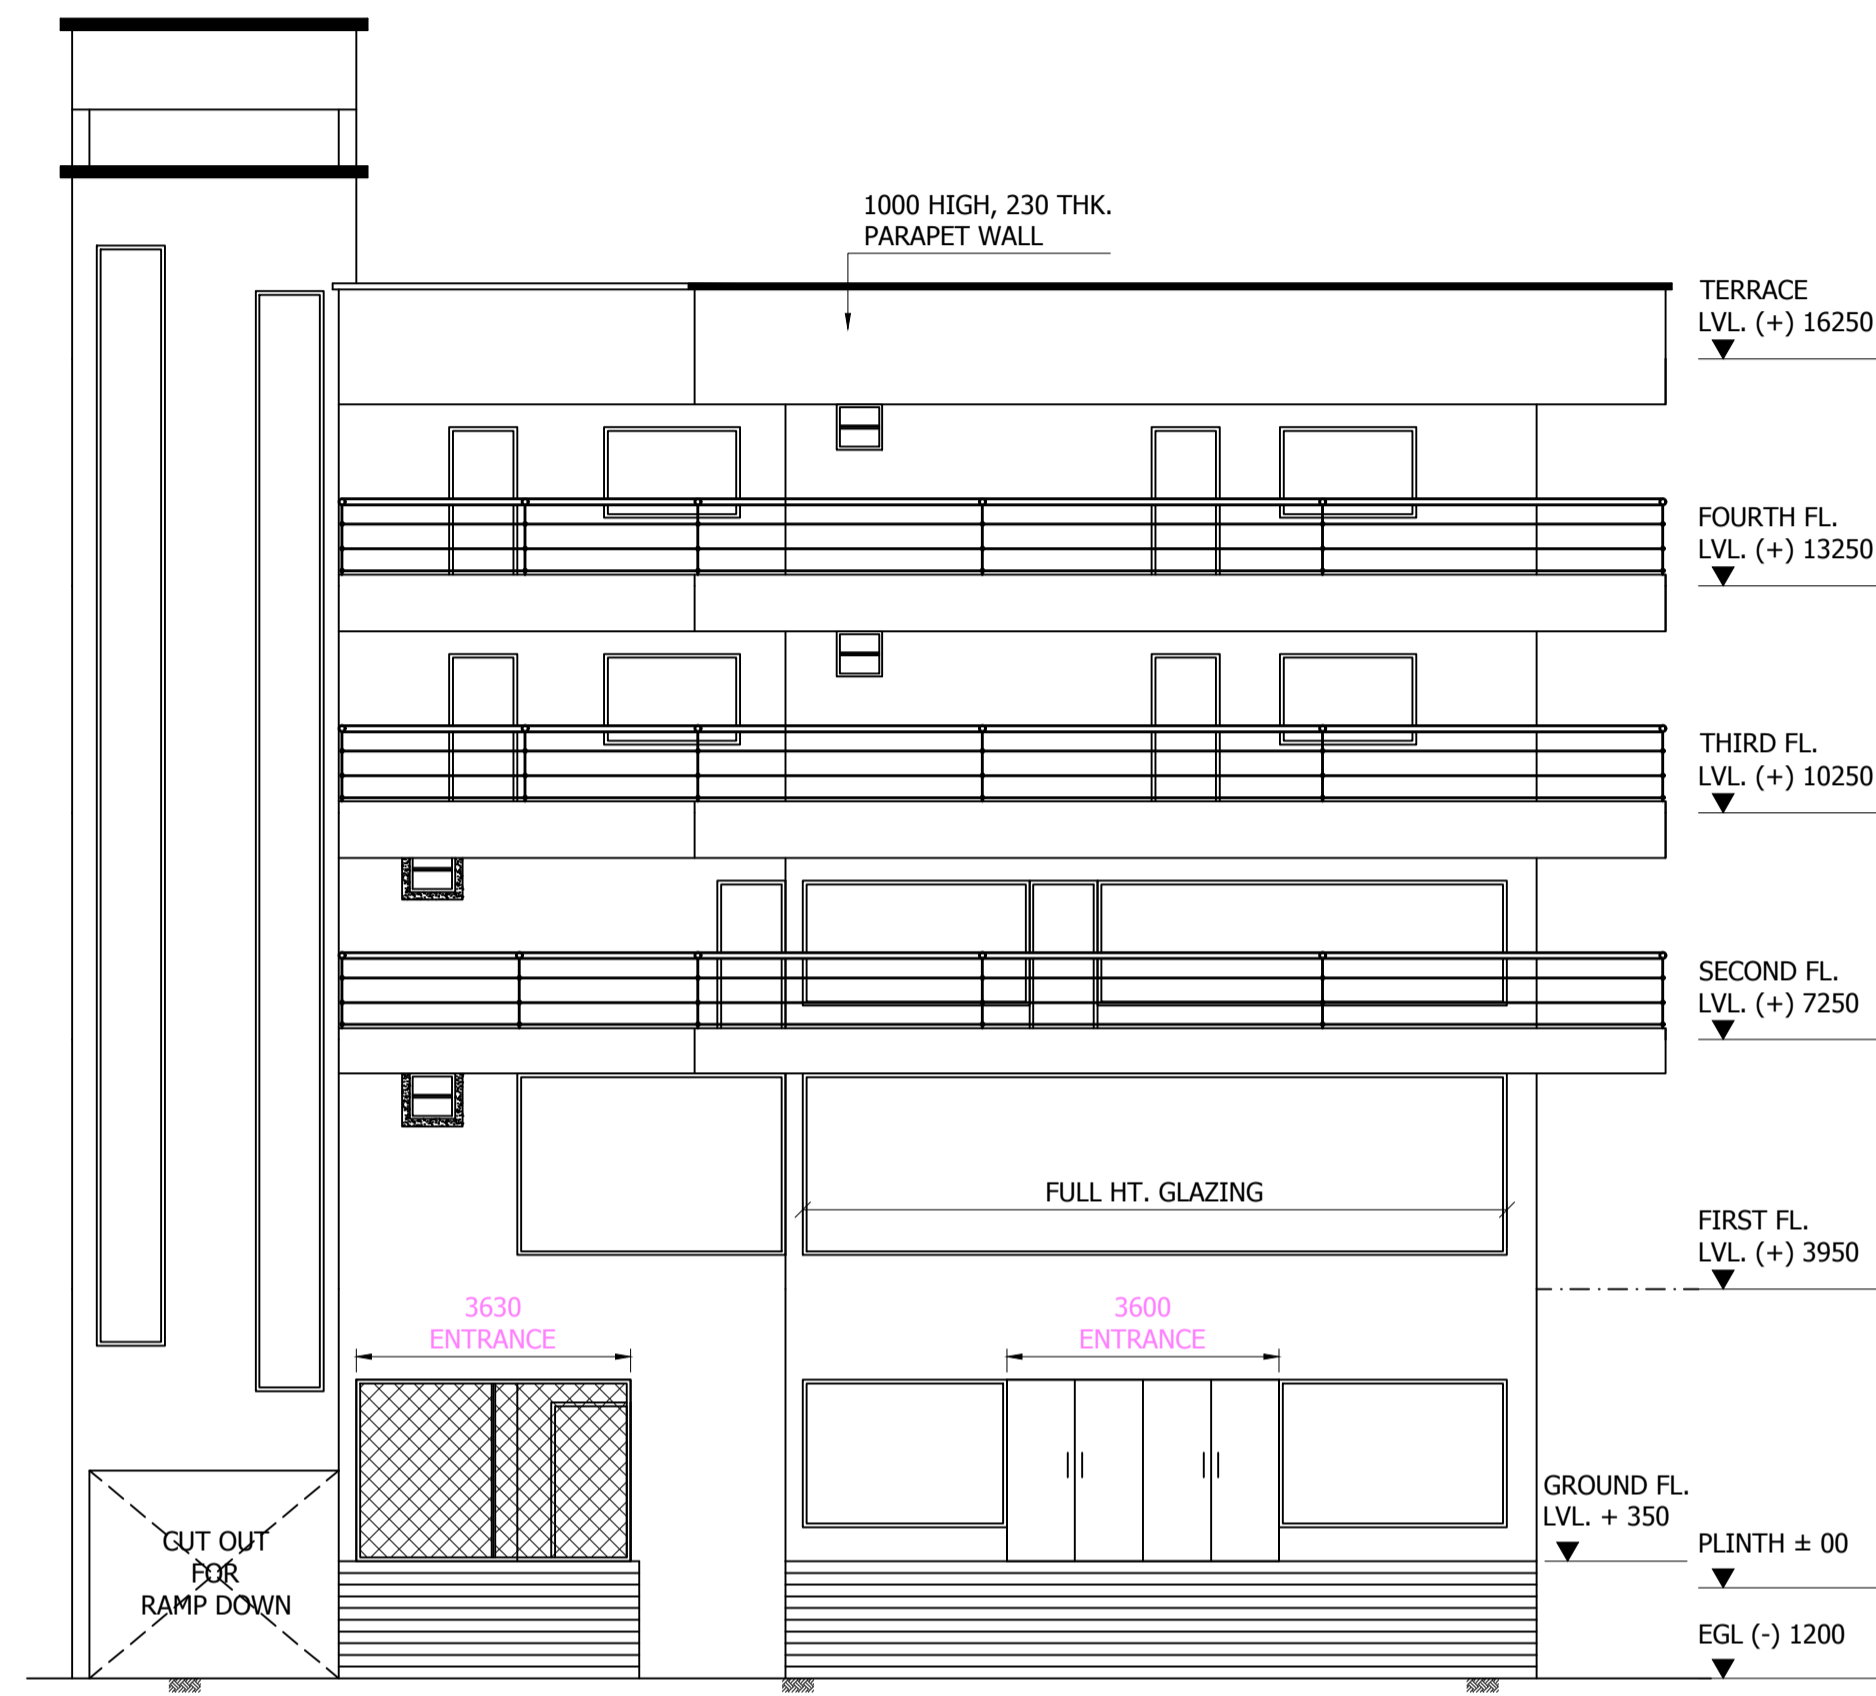 1000 HIGH, 230 THK.
PARAPET WALL
TERRACE
LVL. (+) 16250
FOURTH FL.
LVL. (+) 13250
THIRD FL.
LVL. (+) 10250
SECOND FL.
LVL. (+) 7250
FULL HT. GLAZING
FIRST FL.
LVL. (+) 3950
3630
ENTRANCE
3600
ENTRANCE
GROUND FL.
LVL. + 350
PLINTH ± 00
CUT OUT
FOR
RAMP DOWN
EGL (-) 1200